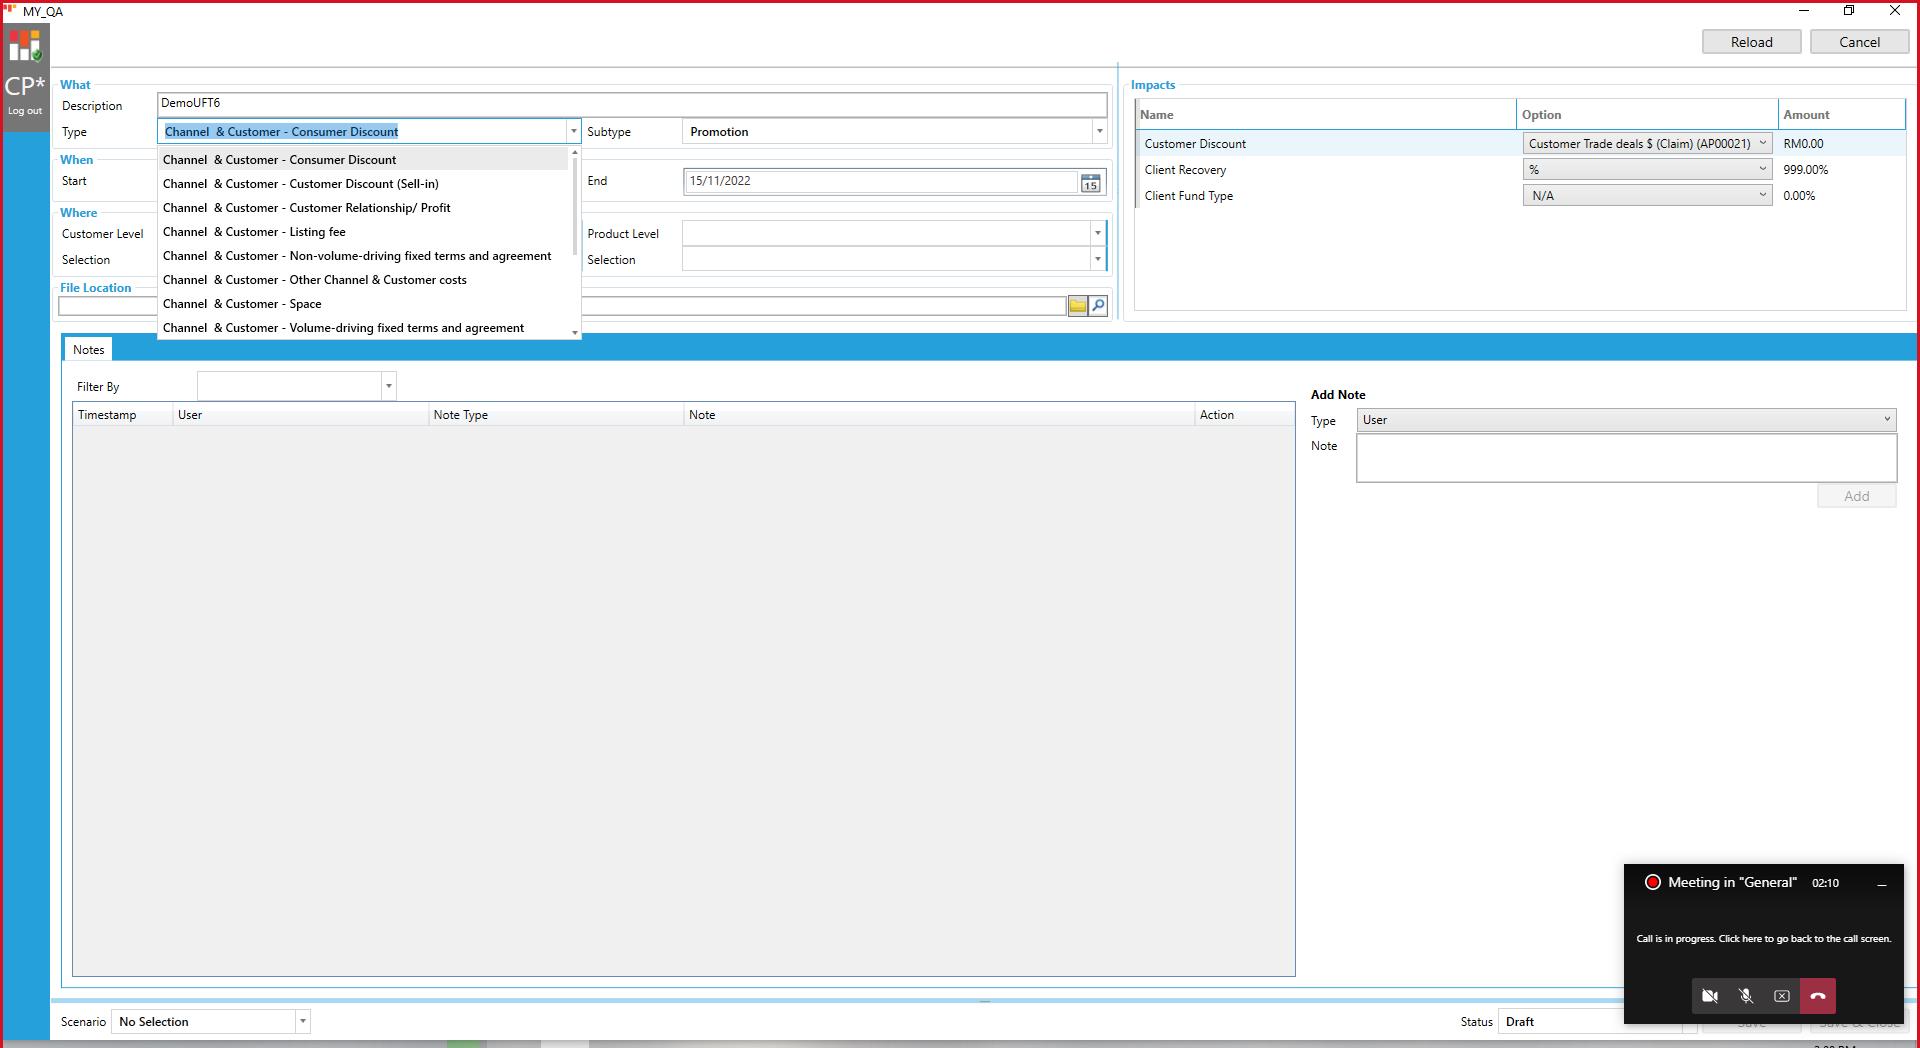 MY_QA
Reload
Cancel
CP*
Log out
What
Description
DemoUFT6
Type
Channel & Customer - Consumer Discount
Subtype
Promotion
Channel & Customer - Consumer Discount
Channel & Customer - Customer Discount (Sell-in)
Channel & Customer - Customer Relationship/ Profit
Channel & Customer - Listing fee
Channel & Customer - Non-volume-driving fixed terms and agreement
Channel & Customer - Other Channel & Customer costs
Channel & Customer - Space
Channel & Customer - Volume-driving fixed terms and agreement
When
Start
End
15/11/2022
15
Where
Customer Level
Product Level
Selection
Selection
File Location
Impacts
Name
Option
Amount
Customer Discount
Customer Trade deals $ (Claim) (AP00021)
RM0.00
Client Recovery
%
999.00%
Client Fund Type
N/A
0.00%
Notes
Filter By
Timestamp
User
Note Type
Note
Action
Add Note
Type
User
Note
Add
Meeting in "General"
02:10
Call is in progress. Click here to go back to the call screen.
Scenario
No Selection
Status
Draft